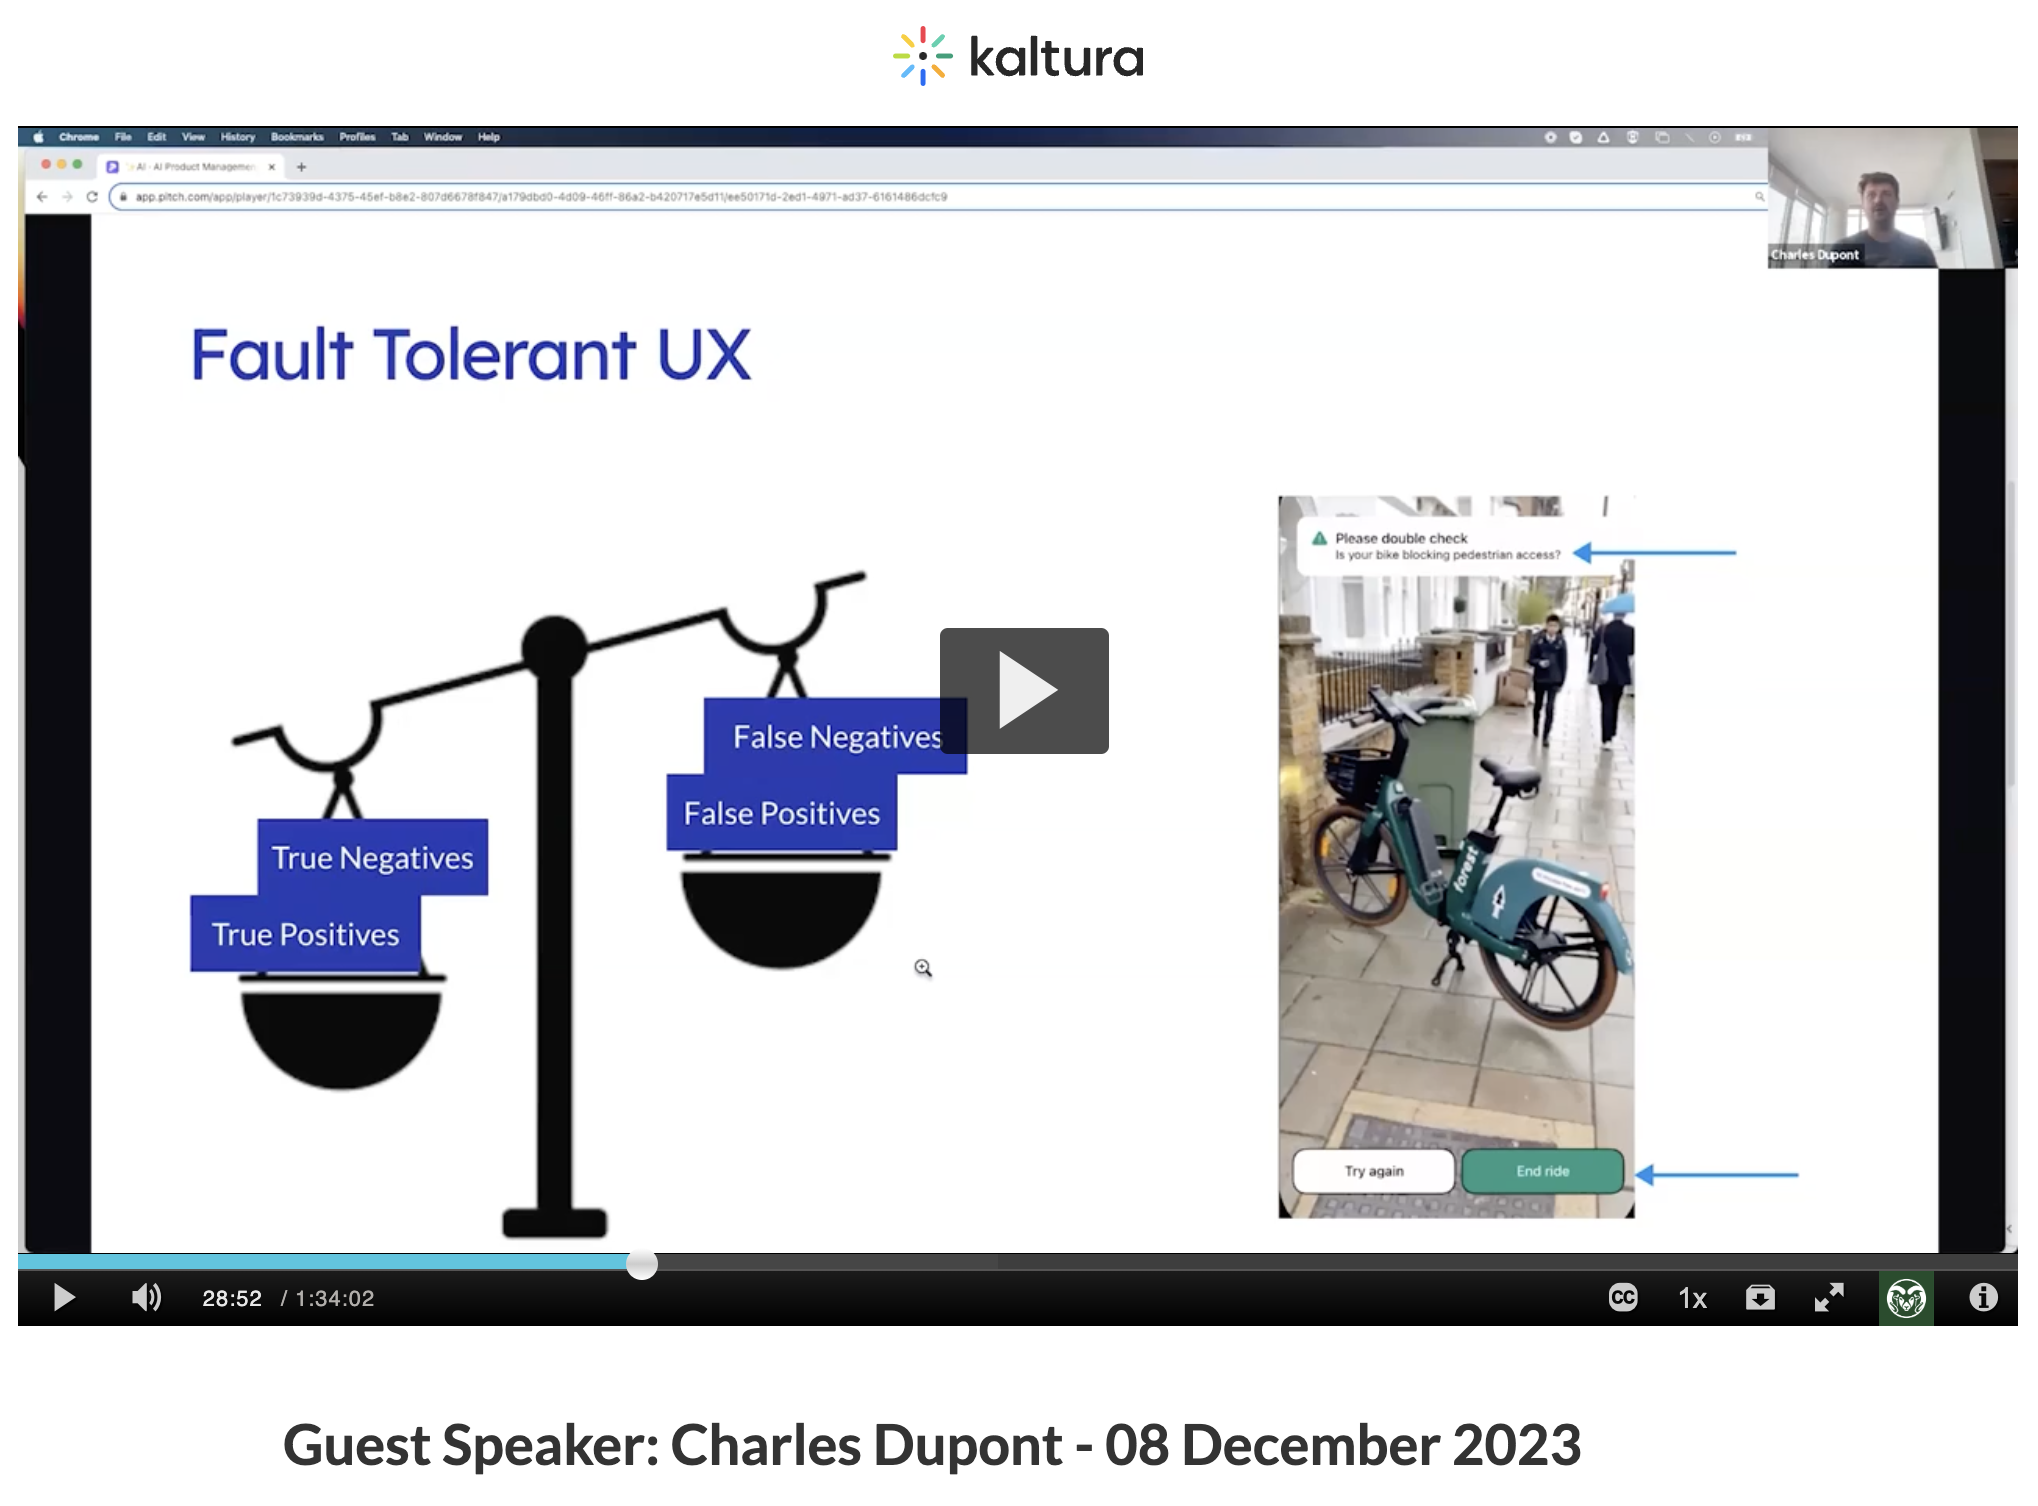 kaltura
Chrome File Edit View History Bookmarks Profiles Tab Window Help
AI - AI Product Managemen
app.pitch.com/app/player/1c73939d-4375-45ef-b8e2-807d6678f847/a179dbd0-4d09-46ff-86a2-b420717e5d11/ee50171d-2ed1-4971-ad37-6161486dcfc9
Charles Dupont
Fault Tolerant UX
Please double check
Is your bike blocking pedestrian access?
False Negatives
False Positives
True Negatives
True Positives
forest
Try again
End ride
28:52 / 1:34:02
CC
1x
Guest Speaker: Charles Dupont - 08 December 2023